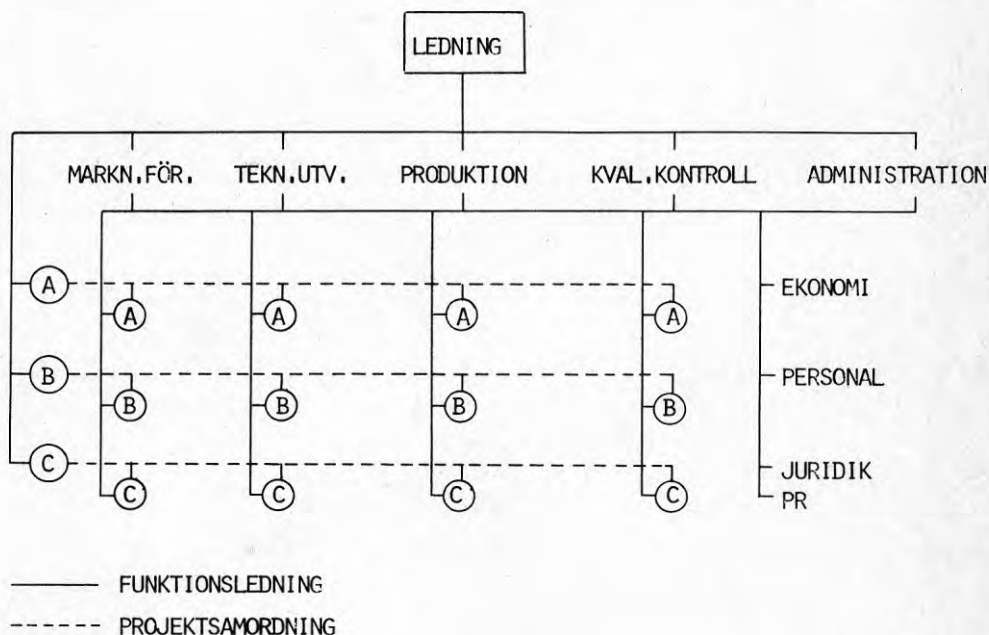 LEDNING
MARKN.FÖR. TEKN.UTV. PRODUKTION KVAL.KONTROLL ADMINISTRATION
A EKONOMI
A A A A
B PERSONAL
B B B B
C JURIDIK
C C C C PR
FUNKTIONSLEDNING
PROJEKTSAMORDNING